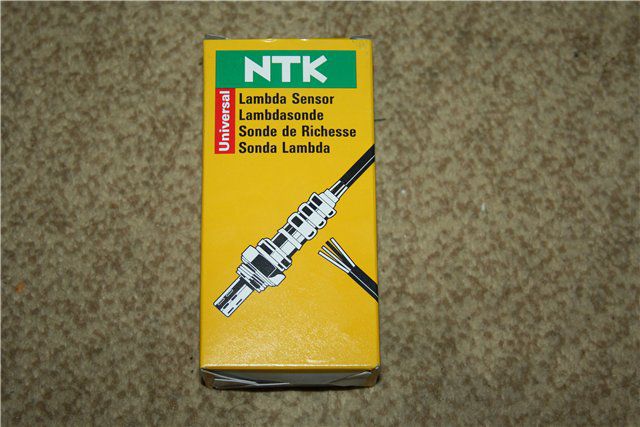 NTK
Universal
Lambda Sensor
Lambdasonde
Sonde de Richesse
Sonda Lambda